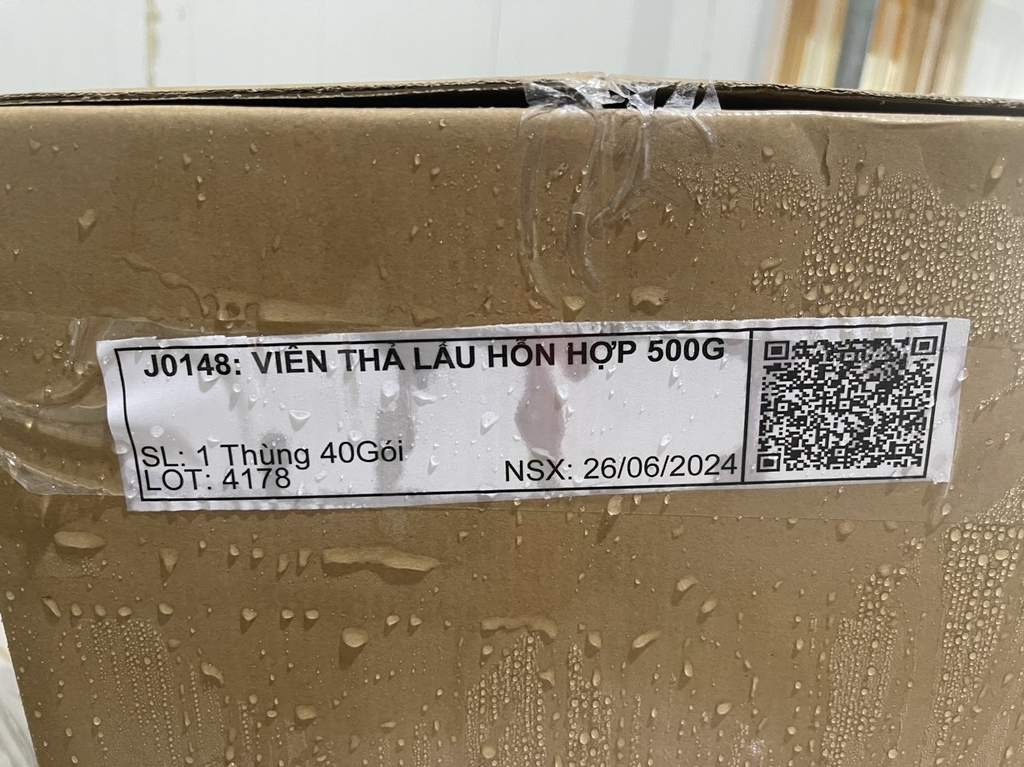 J0148: VIÊN THẢ LẨU HỖN HỢP 500G
SL: 1 Thùng 40Gói
LOT: 4178
NSX: 26/06/2024